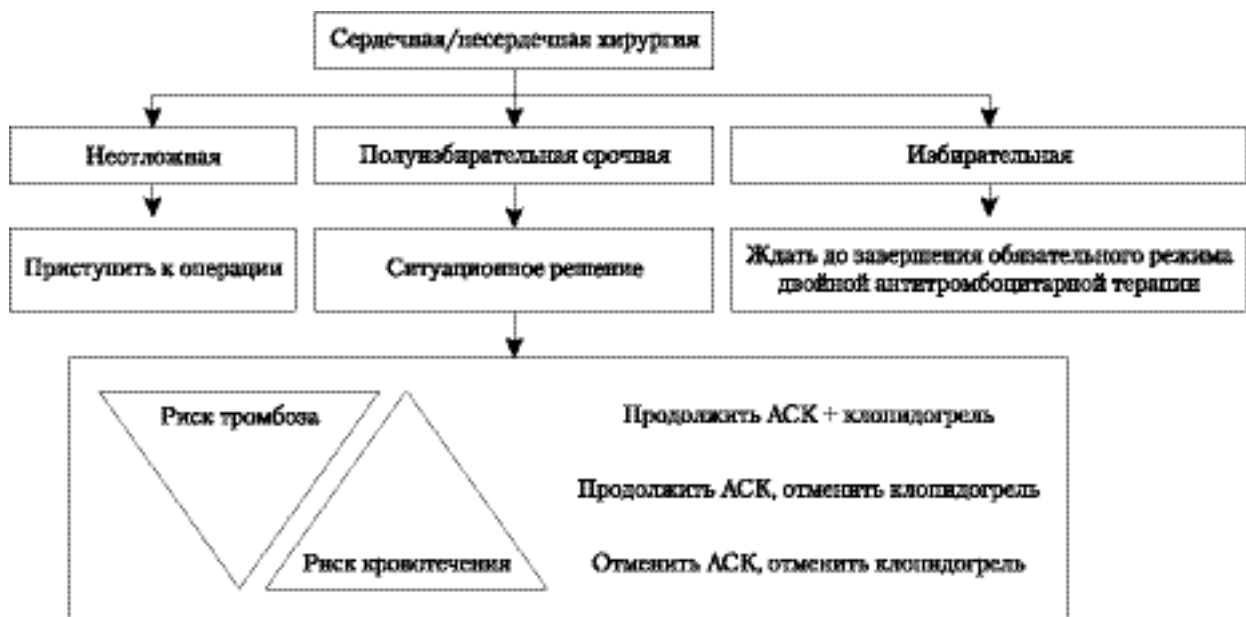 Сердечная/несердечная хирургия
Неотложная
Полуизбирательная срочная
Избирательная
Приступить к операции
Ситуационное решение
Ждать до завершения обязательного режима
двойной антитромбоцитарной терапии
Риск тромбоза
Продолжить АСК + клопидогрель
Продолжить АСК, отменить клопидогрель
Риск кровотечения
Отменить АСК, отменить клопидогрель